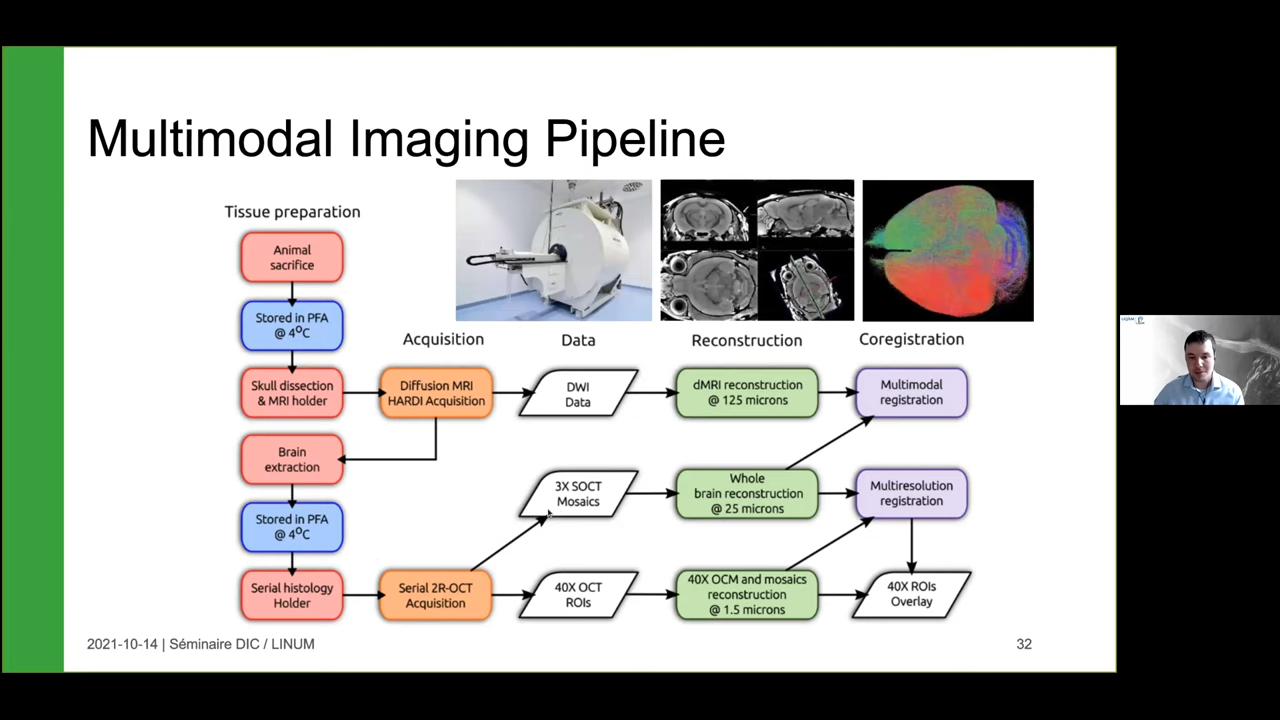 Multimodal Imaging Pipeline
Tissue preparation
Animal
sacrifice
Stored in PFA
@ 4⁰C
Skull dissection
& MRI holder
Brain
extraction
Stored in PFA
@ 4⁰C
Serial histology
Holder
Acquisition
Diffusion MRI
HARDI Acquisition
Serial 2R-OCT
Acquisition
Data
DWI
Data
3X SOCT
Mosaics
40X OCT
ROIs
Reconstruction
dMRI reconstruction
@ 125 microns
Whole
brain reconstruction
@ 25 microns
40X OCM and mosaics
reconstruction
@ 1.5 microns
Coregistration
Multimodal
registration
Multiresolution
registration
40X ROIs
Overlay
2021-10-14 | Séminaire DIC / LINUM
32